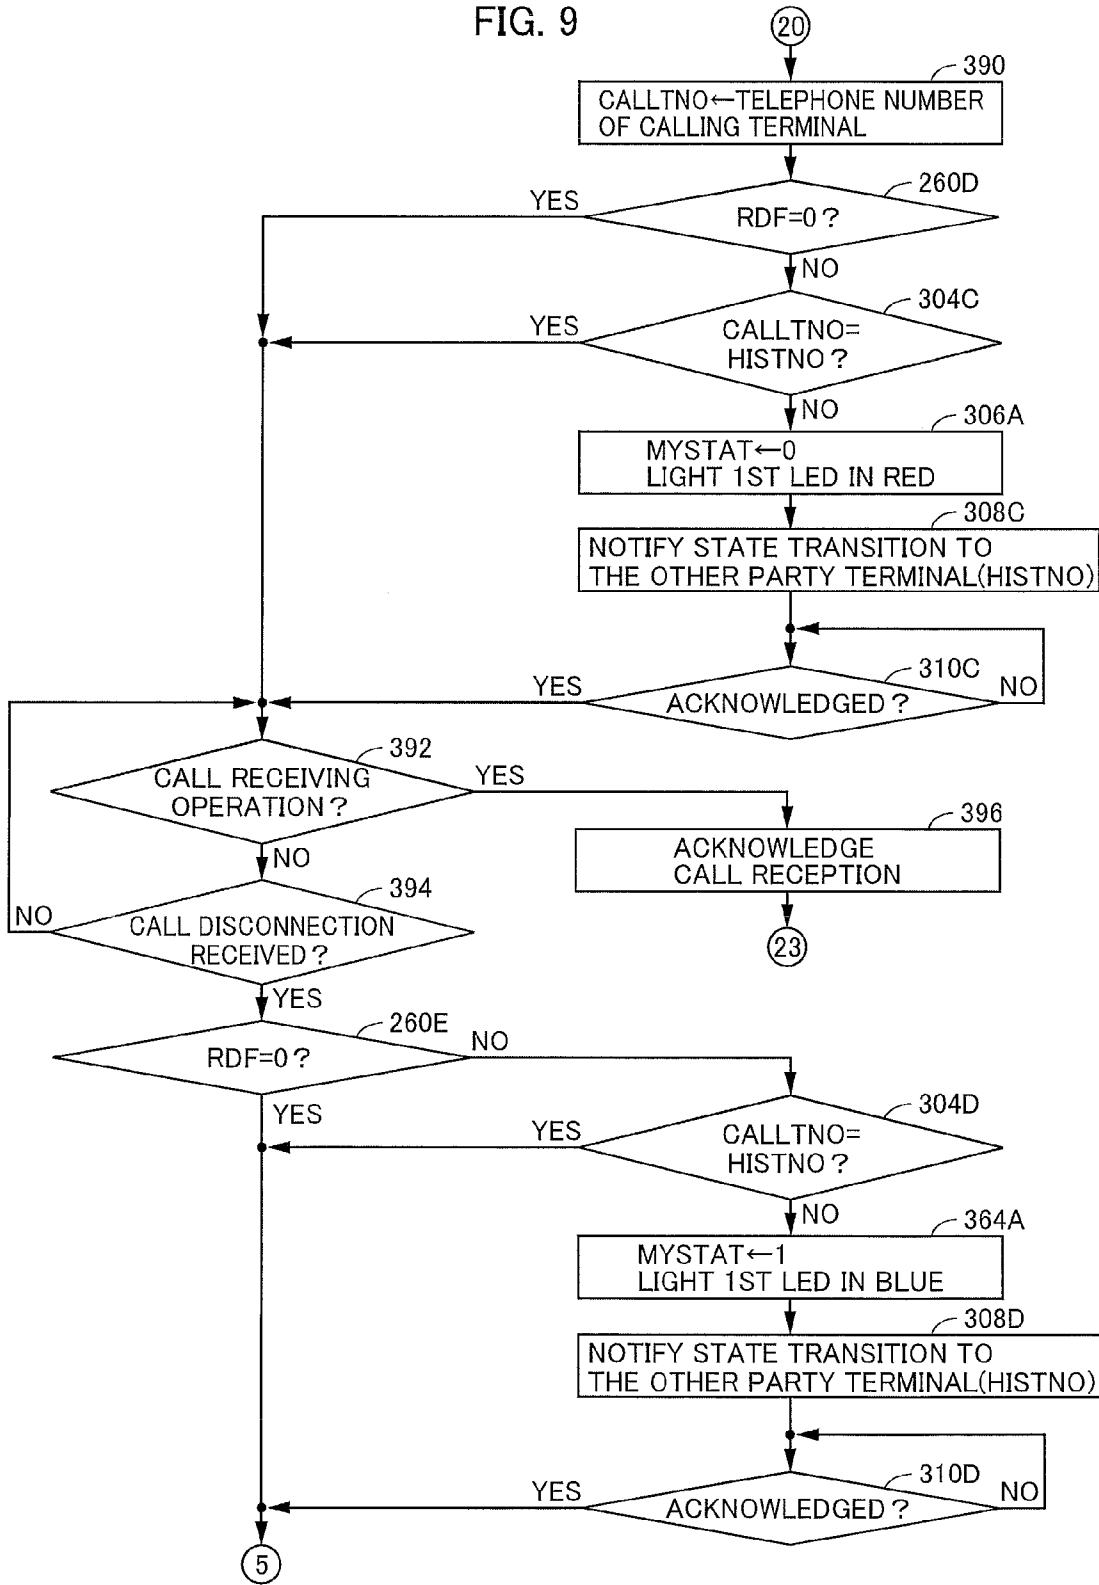 FIG. 9
20
390
CALLTNO←TELEPHONE NUMBER
OF CALLING TERMINAL
260D
YES
RDF=0?
NO
304C
YES
CALLTNO=
HISTNO?
NO
306A
MYSTAT←0
LIGHT 1ST LED IN RED
308C
NOTIFY STATE TRANSITION TO
THE OTHER PARTY TERMINAL(HISTNO)
310C
YES
ACKNOWLEDGED?
NO
392
CALL RECEIVING
OPERATION?
YES
396
ACKNOWLEDGE
CALL RECEPTION
NO
394
NO
CALL DISCONNECTION
RECEIVED?
23
YES
260E
RDF=0?
NO
YES
304D
YES
CALLTNO=
HISTNO?
NO
364A
MYSTAT←1
LIGHT 1ST LED IN BLUE
308D
NOTIFY STATE TRANSITION TO
THE OTHER PARTY TERMINAL(HISTNO)
310D
YES
ACKNOWLEDGED?
NO
5